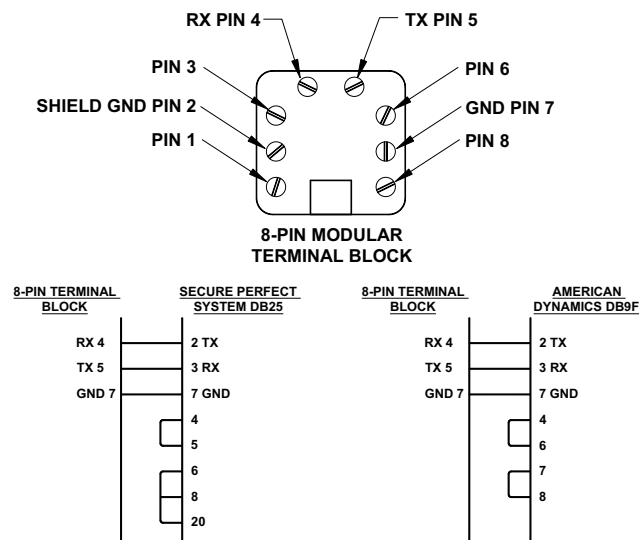 RX PIN 4
TX PIN 5
PIN 3
PIN 6
SHIELD GND PIN 2
GND PIN 7
PIN 1
PIN 8
8-PIN MODULAR
TERMINAL BLOCK
8-PIN TERMINAL
BLOCK
SECURE PERFECT
SYSTEM DB25
RX 4
2 TX
TX 5
3 RX
GND 7
7 GND
4
5
6
8
20
8-PIN TERMINAL
BLOCK
AMERICAN
DYNAMICS DB9F
RX 4
2 TX
TX 5
3 RX
GND 7
7 GND
4
6
7
8